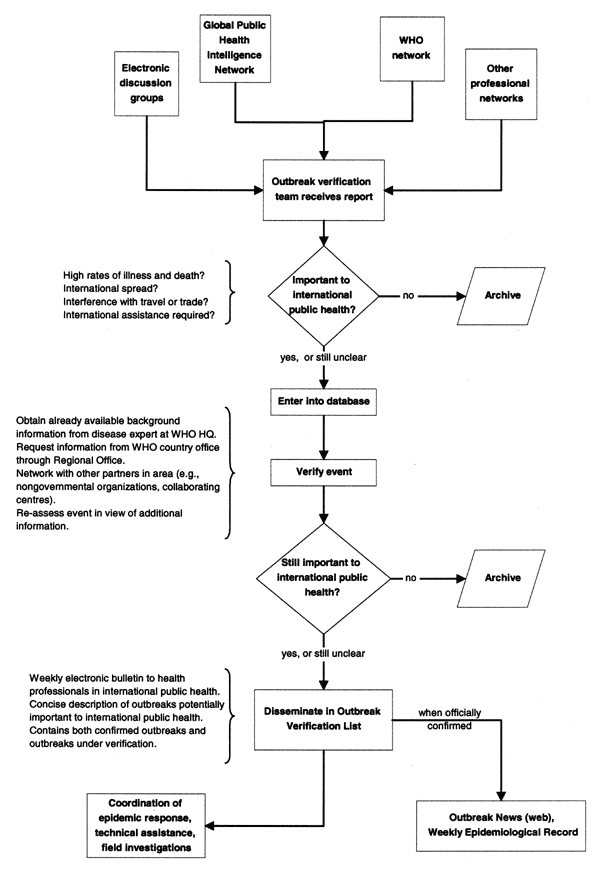 Global Public
Health
Intelligence
Network
WHO
network
Electronic
discussion
groups
Other
professional
networks
Outbreak verification
team receives report
High rates of illness and death?
International spread?
Interference with travel or trade?
International assistance required?
Important to
international
public health?
no
Archive
yes, or still unclear
Enter into database
Obtain already available background
information from disease expert at WHO HQ.
Request information from WHO country office
through Regional Office.
Network with other partners in area (e.g.,
nongovernmental organizations, collaborating
centres).
Re-assess event in view of additional
information.
Verify event
Still important to
international public
health?
no
Archive
yes, or still unclear
Weekly electronic bulletin to health
professionals in international public health.
Concise description of outbreaks potentially
important to international public health.
Contains both confirmed outbreaks and
outbreaks under verification.
Disseminate in Outbreak
Verification List
when officially
confirmed
Coordination of
epidemic response,
technical assistance,
field investigations
Outbreak News (web),
Weekly Epidemiological Record